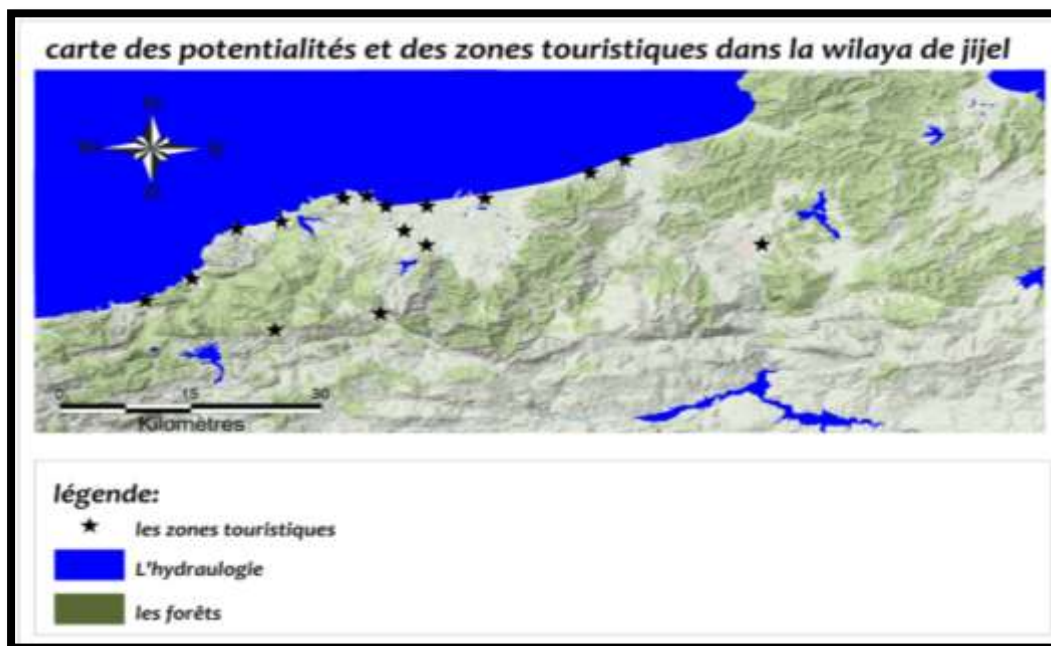 carte des potentialités et des zones touristiques dans la wilaya de jijel
0 15 30
Kilomètres
légende:
les zones touristiques
L'hydraulogie
les forêts